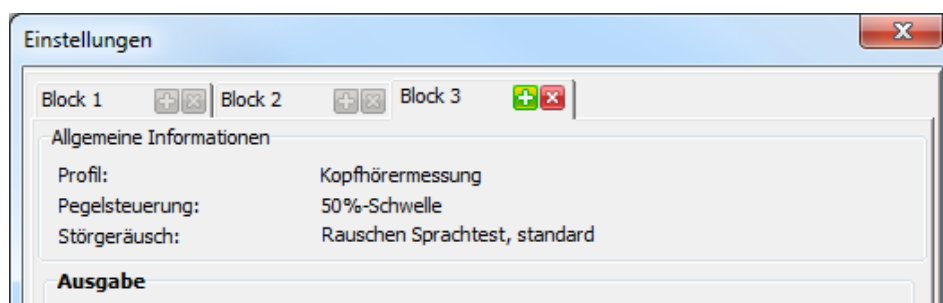 Einstellungen
Block 1 Block 2 Block 3
Allgemeine Informationen
Profil: Kopfhörermessung
Pegelsteuerung: 50%-Schwelle
Störgeräusch: Rauschen Sprachtest, standard
Ausgabe